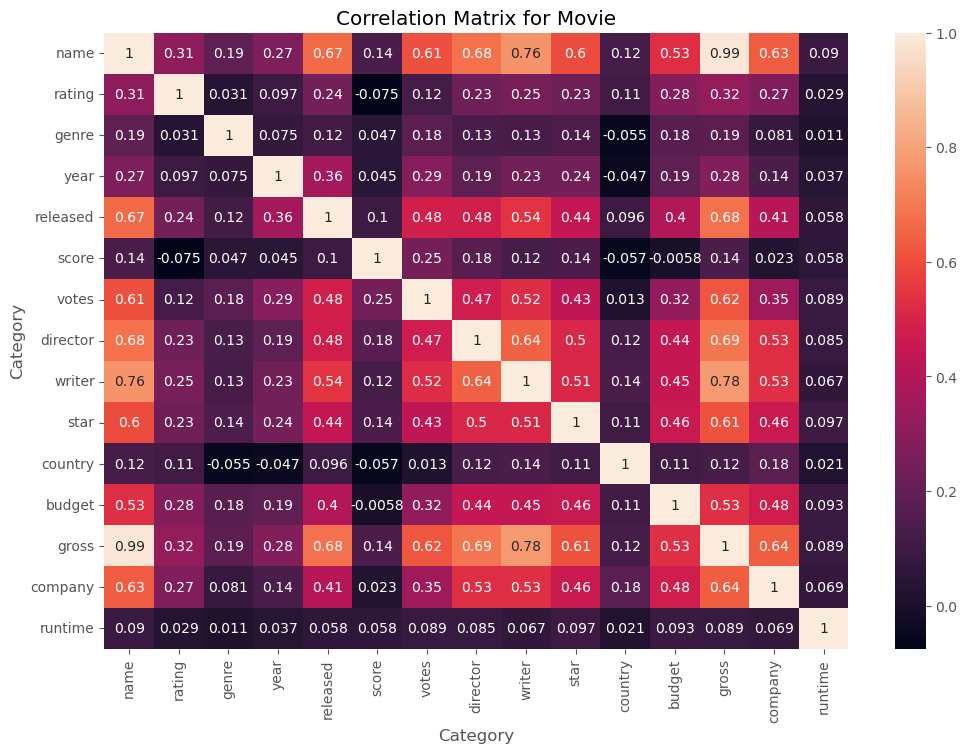 Correlation Matrix for Movie
name 1 0.31 0.19 0.27 0.67 0.14 0.61 0.68 0.76 0.6 0.12 0.53 0.99 0.63 0.09
rating 0.31 1 0.031 0.097 0.24 -0.075 0.12 0.23 0.25 0.23 0.11 0.28 0.32 0.27 0.029
genre 0.19 0.031 1 0.075 0.12 0.047 0.18 0.13 0.13 0.14 -0.055 0.18 0.19 0.081 0.011
year 0.27 0.097 0.075 1 0.36 0.045 0.29 0.19 0.23 0.24 -0.047 0.19 0.28 0.14 0.037
released 0.67 0.24 0.12 0.36 1 0.1 0.48 0.48 0.54 0.44 0.096 0.4 0.68 0.41 0.058
score 0.14 -0.075 0.047 0.045 0.1 1 0.25 0.18 0.12 0.14 -0.057 -0.0058 0.14 0.023 0.058
votes 0.61 0.12 0.18 0.29 0.48 0.25 1 0.47 0.52 0.43 0.013 0.32 0.62 0.35 0.089
director 0.68 0.23 0.13 0.19 0.48 0.18 0.47 1 0.64 0.5 0.12 0.44 0.69 0.53 0.085
writer 0.76 0.25 0.13 0.23 0.54 0.12 0.52 0.64 1 0.51 0.14 0.45 0.78 0.53 0.067
star 0.6 0.23 0.14 0.24 0.44 0.14 0.43 0.5 0.51 1 0.11 0.46 0.61 0.46 0.097
country 0.12 0.11 -0.055 -0.047 0.096 -0.057 0.013 0.12 0.14 0.11 1 0.11 0.12 0.18 0.021
budget 0.53 0.28 0.18 0.19 0.4 -0.0058 0.32 0.44 0.45 0.46 0.11 1 0.53 0.48 0.093
gross 0.99 0.32 0.19 0.28 0.68 0.14 0.62 0.69 0.78 0.61 0.12 0.53 1 0.64 0.089
company 0.63 0.27 0.081 0.14 0.41 0.023 0.35 0.53 0.53 0.46 0.18 0.48 0.64 1 0.069
runtime 0.09 0.029 0.011 0.037 0.058 0.058 0.089 0.085 0.067 0.097 0.021 0.093 0.089 0.069 1
name rating genre year released score votes director writer star country budget gross company runtime
Category
Category
1.0
0.8
0.6
0.4
0.2
0.0